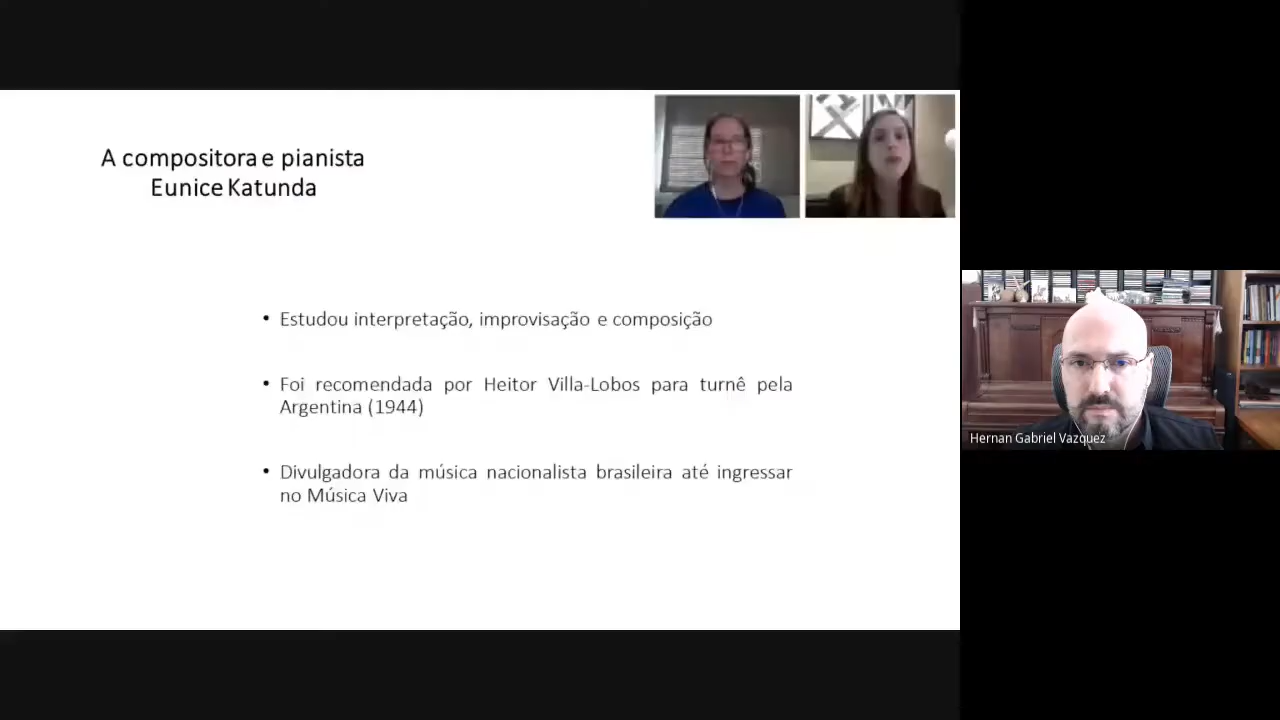 A compositora e pianista
Eunice Katunda
• Estudou interpretação, improvisação e composição
• Foi recomendada por Heitor Villa-Lobos para turnê pela
Argentina (1944)
• Divulgadora da música nacionalista brasileira até ingressar
no Música Viva
Hernan Gabriel Vazquez